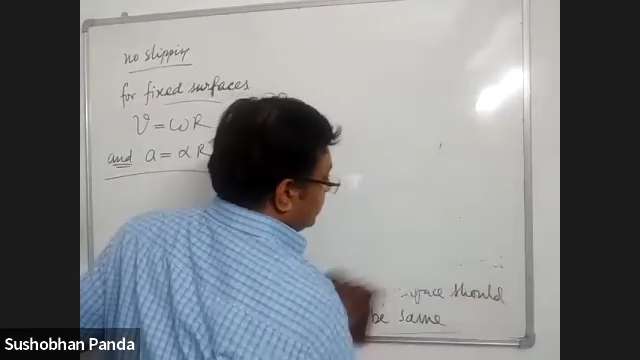 no slipping
for fixed surfaces
V = ωR
and a = αR
surface should
be same
Sushobhan Panda